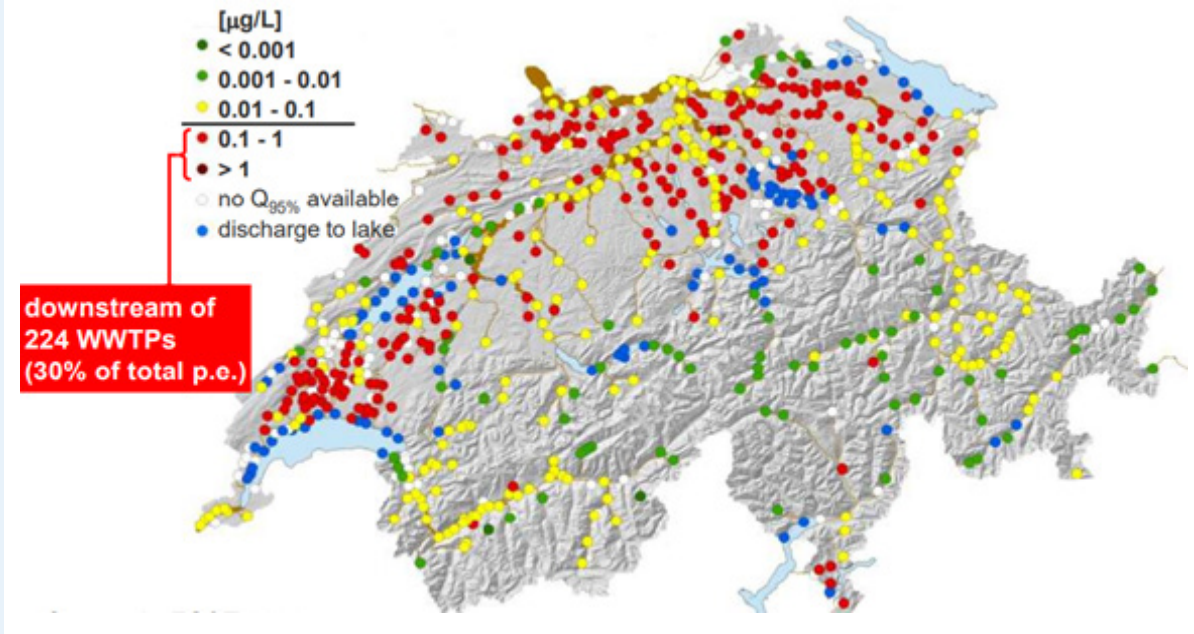 [µg/L]
< 0.001
0.001 - 0.01
0.01 - 0.1
0.1 - 1
> 1
no Q95% available
discharge to lake
downstream of
224 WWTPs
(30% of total p.e.)